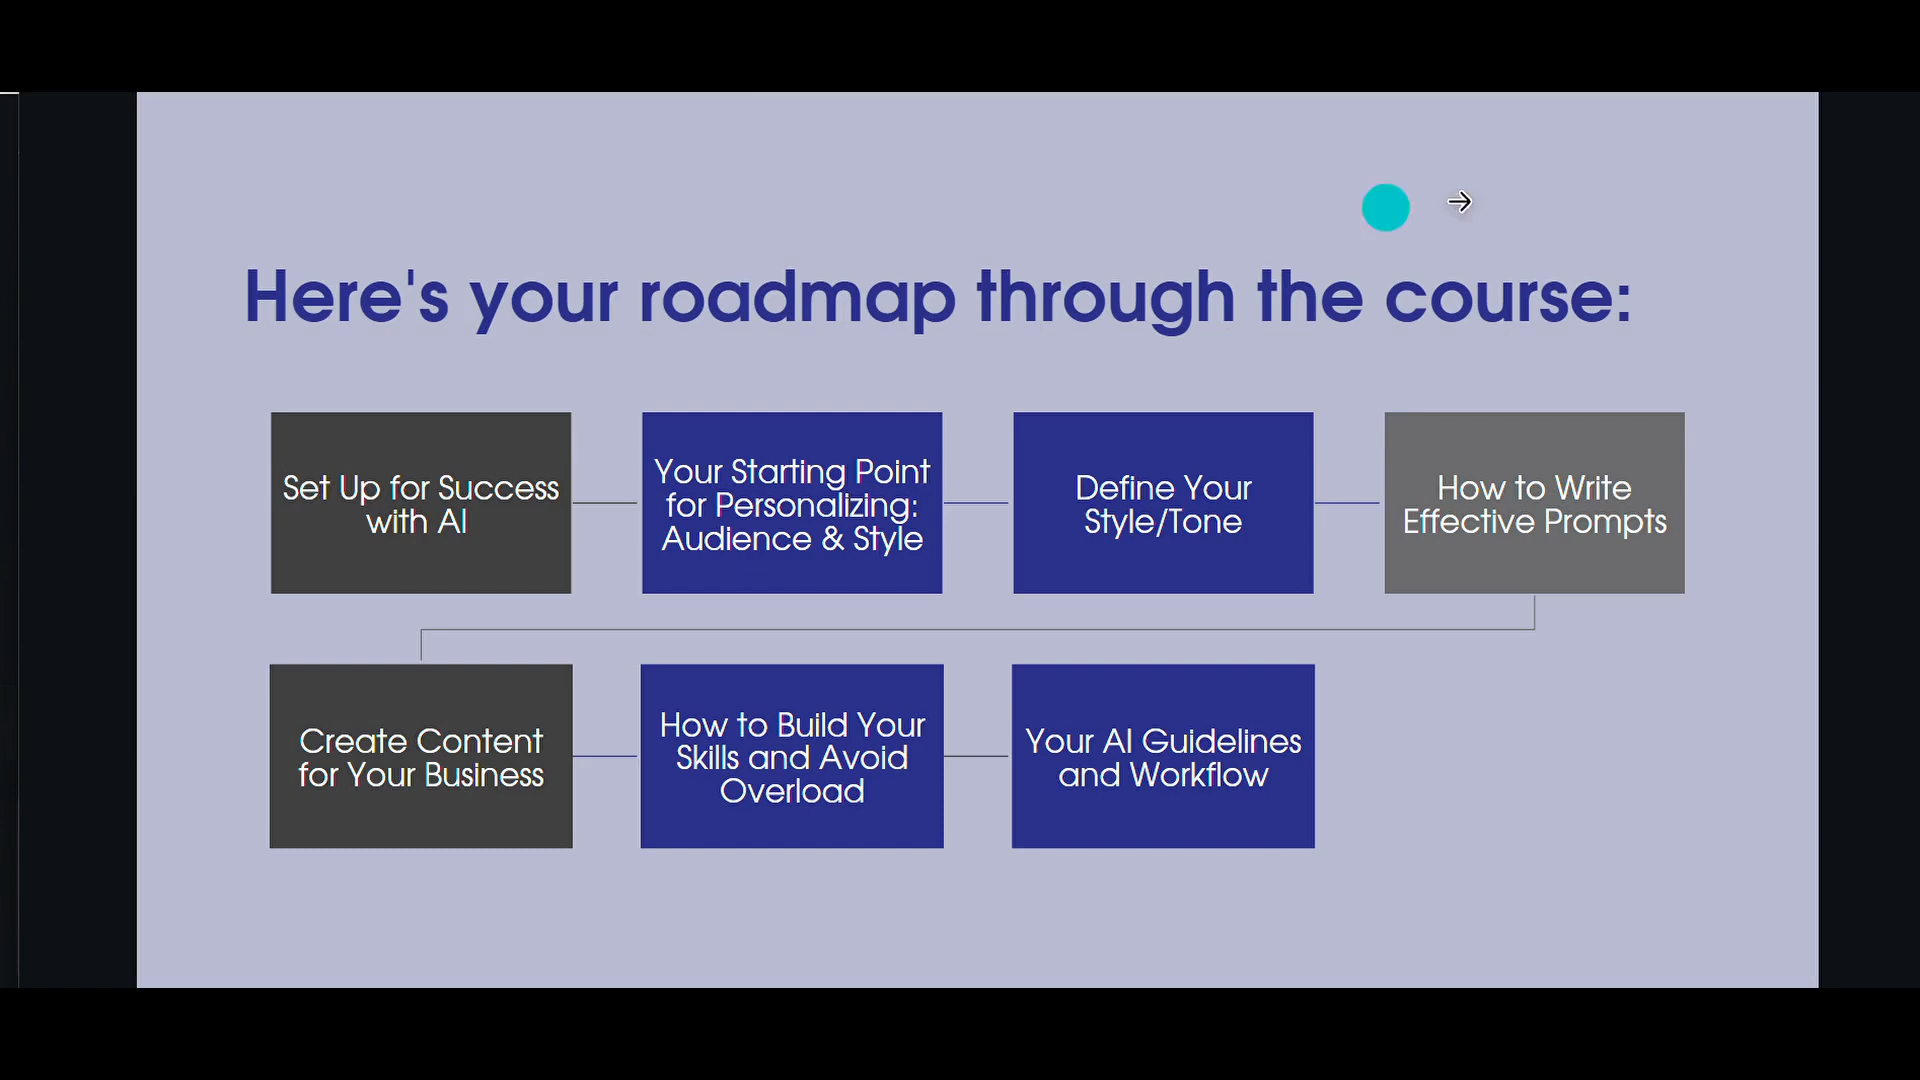 Here's your roadmap through the course:
Set Up for Success
with AI
Your Starting Point
for Personalizing:
Audience & Style
Define Your
Style/Tone
How to Write
Effective Prompts
Create Content
for Your Business
How to Build Your
Skills and Avoid
Overload
Your AI Guidelines
and Workflow